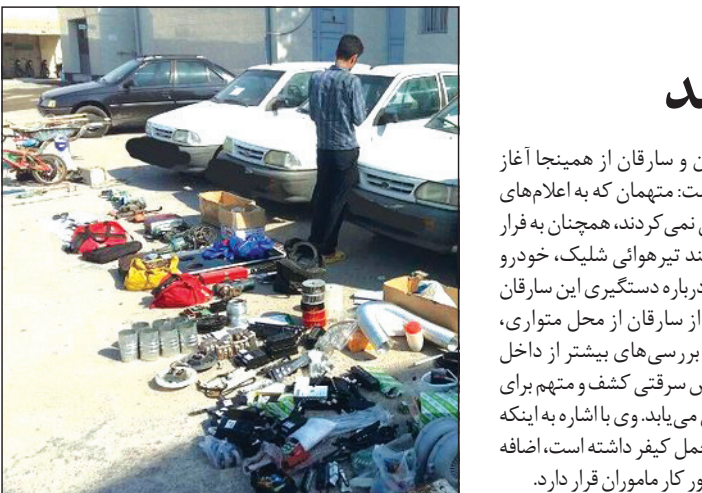 ن و سارقان از همینجا آغاز
ست: متهمان که به اعلام‌های
نمی‌کردند، همچنان به فرار
ند تیرهوائی شلیک، خودرو
درباره دستگیری این سارقان
از سارقان از محل متواری،
بررسی‌های بیشتر از داخل
س سرقتی کشف و متهم برای
می‌یابد. وی با اشاره به اینکه
حمل کیفر داشته است، اضافه
ور کار ماموران قرار دارد.